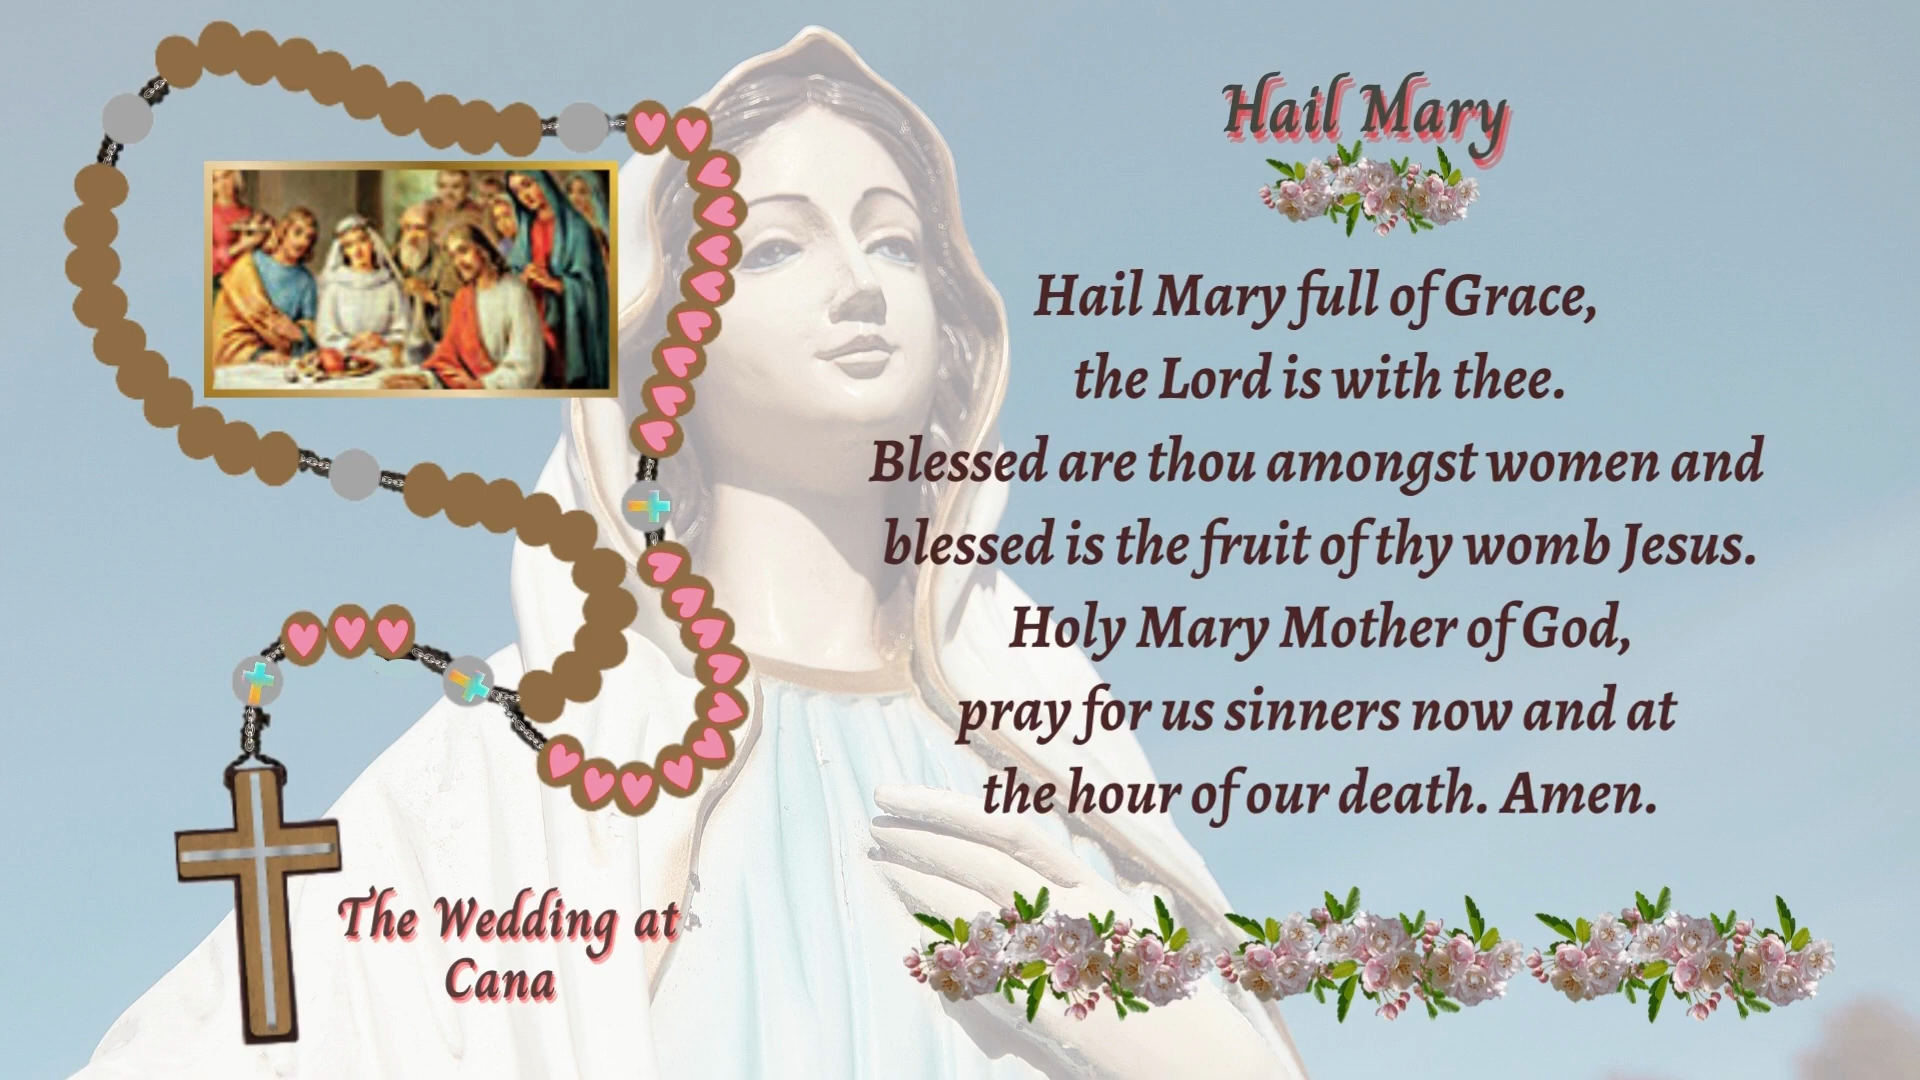 Hail Mary
Hail Mary full of Grace,
the Lord is with thee.
Blessed are thou amongst women and
blessed is the fruit of thy womb Jesus.
Holy Mary Mother of God,
pray for us sinners now and at
the hour of our death. Amen.
The Wedding at
Cana